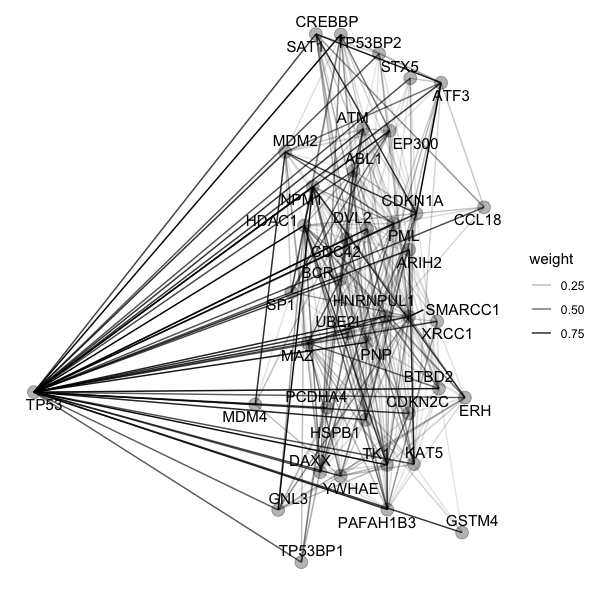 CREBBP
SAT1
TP53BP2
STX5
ATF3
ATM
MDM2
EP300
ABL1
NPM1
CDKN1A
HDAC1
DVL2
CCL18
PML
CDC42
ARIH2
BCR
SP1
HNRNPUL1
SMARCC1
UBE2I
XRCC1
MAZ
PNP
BTBD2
TP53
PCDHA4
CDKN2C
MDM4
ERH
HSPB1
DAXX
TK1
KAT5
YWHAE
GNL3
PAFAH1B3
GSTM4
TP53BP1
weight
0.25
0.50
0.75